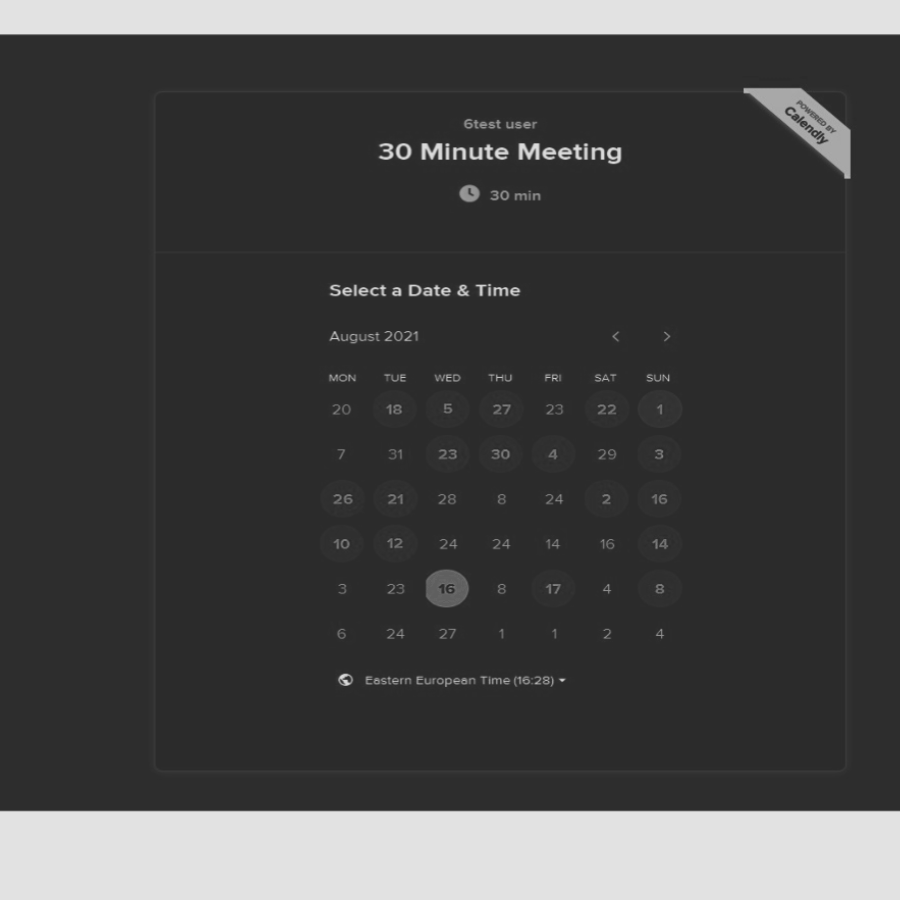 POWERED BY
Calendly
6test user
30 Minute Meeting
30 min
Select a Date & Time
August 2021
MON TUE WED THU FRI SAT SUN
20 18 5 27 23 22 1
7 31 23 30 4 29 3
26 21 28 8 24 2 16
10 12 24 24 14 16 14
3 23 16 8 17 4 8
6 24 27 1 1 2 4
Eastern European Time (16:28)